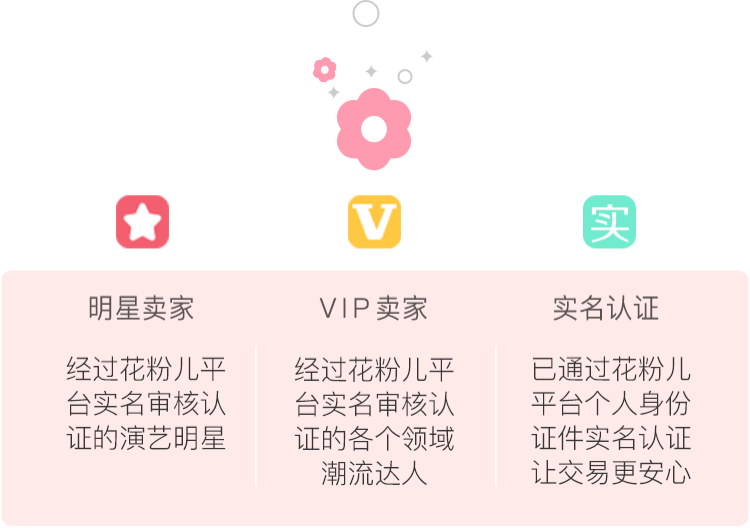 V
实
明星卖家
经过花粉儿平
台实名审核认
证的演艺明星
VIP卖家
经过花粉儿平
台实名审核认
证的各个领域
潮流达人
实名认证
已通过花粉儿
平台个人身份
证件实名认证
让交易更安心